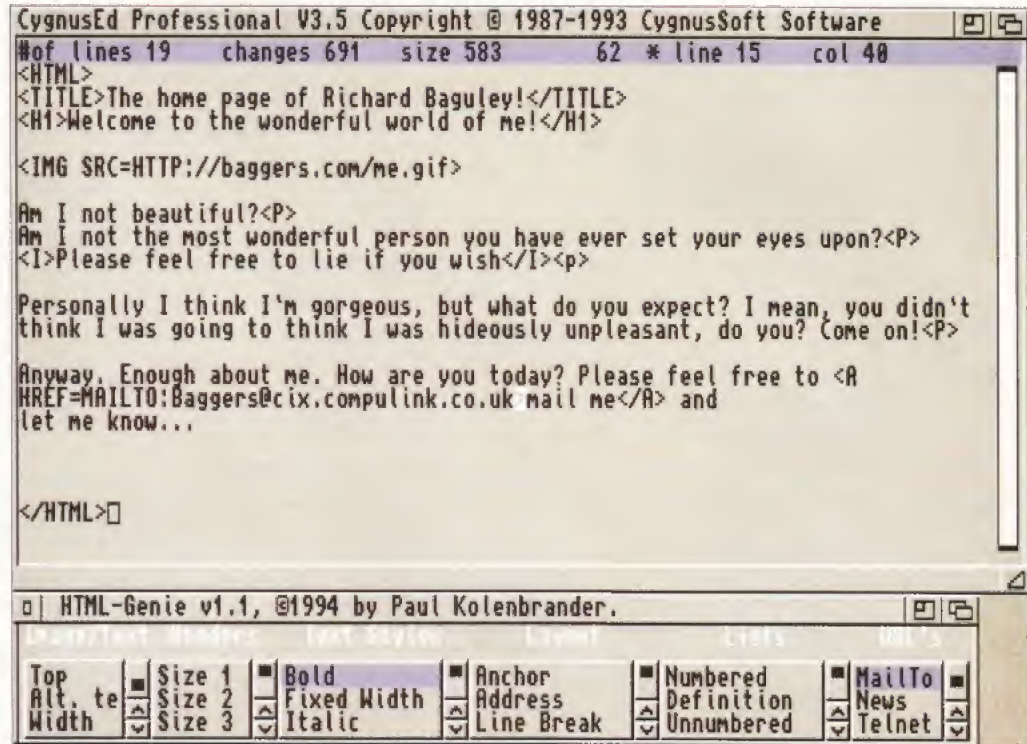 CygnusEd Professional V3.5 Copyright © 1987-1993 CygnusSoft Software
#of lines 19 changes 691 size 583 62 * line 15 col 40
<HTML>
<TITLE>The home page of Richard Baguley!</TITLE>
<H1>Welcome to the wonderful world of me!</H1>
<IMG SRC=HTTP://baggers.com/me.gif>
Am I not beautiful?<P>
Am I not the most wonderful person you have ever set your eyes upon?<P>
<I>Please feel free to lie if you wish</I><p>
Personally I think I'm gorgeous, but what do you expect? I mean, you didn't
think I was going to think I was hideously unpleasant, do you? Come on!<P>
Anyway. Enough about me. How are you today? Please feel free to <A
HREF=MAILTO:Baggers@cix.compulink.co.uk mail me</A> and
let me know...
</HTML>
HTML-Genie v1.1, ©1994 by Paul Kolenbrander.
Headers Text Styles Layout Lists URL's
Top Size 1 Bold Anchor Numbered MailTo
Alt. te Size 2 Fixed Width Address Definition News
Width Size 3 Italic Line Break Unnumbered Telnet